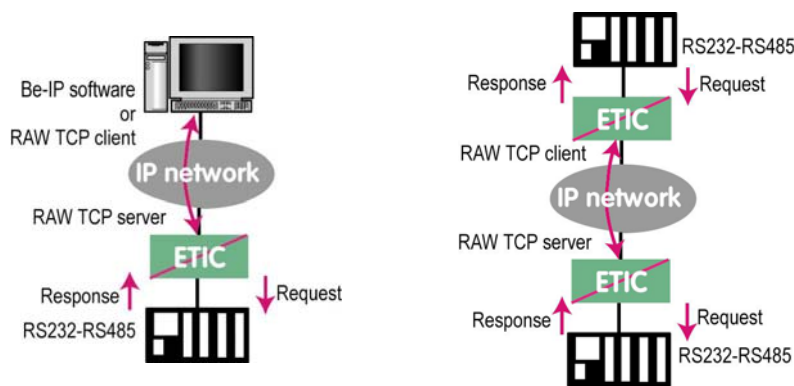 Be-IP software
or
RAW TCP client
IP network
RAW TCP server
ETIC
Response
Request
RS232-RS485
RS232-RS485
Response
Request
ETIC
RAW TCP client
IP network
RAW TCP server
ETIC
Response
Request
RS232-RS485